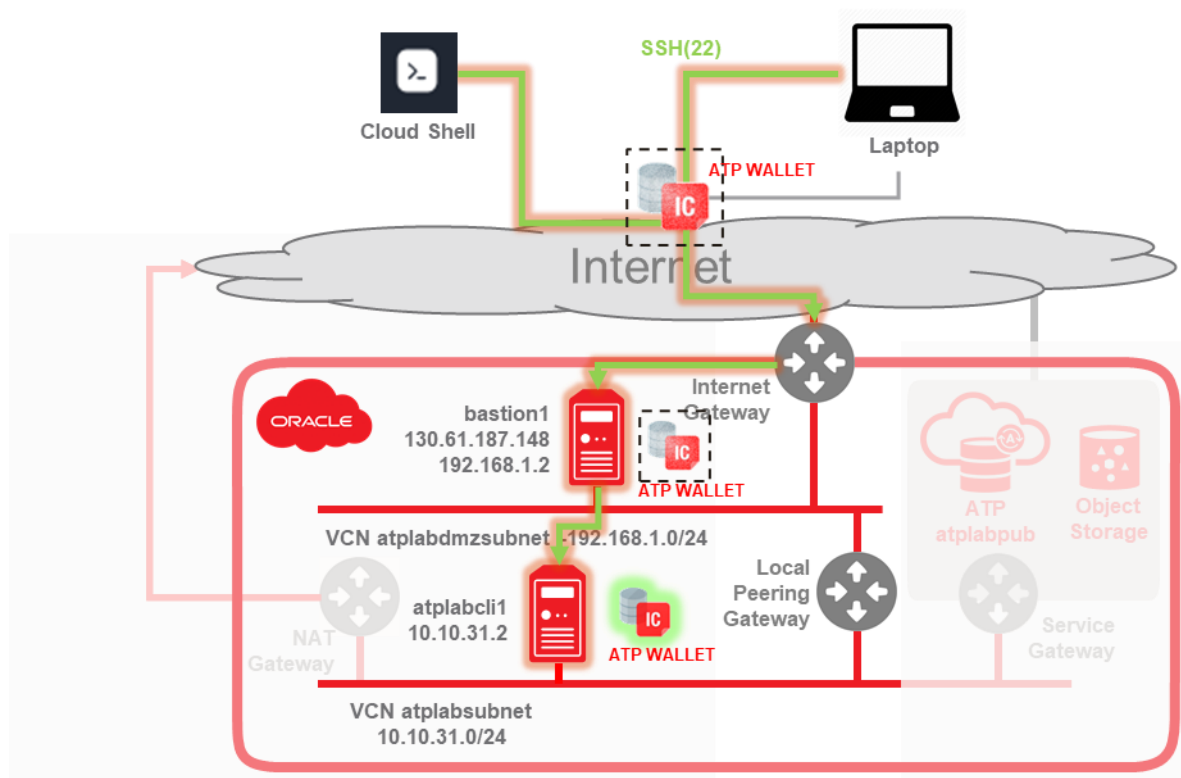 SSH(22)
Cloud Shell
Laptop
ATP WALLET
IC
Internet
Internet
Gateway
ORACLE
bastion1
130.61.187.148
192.168.1.2
IC
ATP WALLET
ATP
atplabpub
Object
Storage
VCN atplabdmzsubnet -192.168.1.0/24
Local
Peering
Gateway
atplabcli1
10.10.31.2
IC
ATP WALLET
NAT
Gateway
Service
Gateway
VCN atplabsubnet
10.10.31.0/24